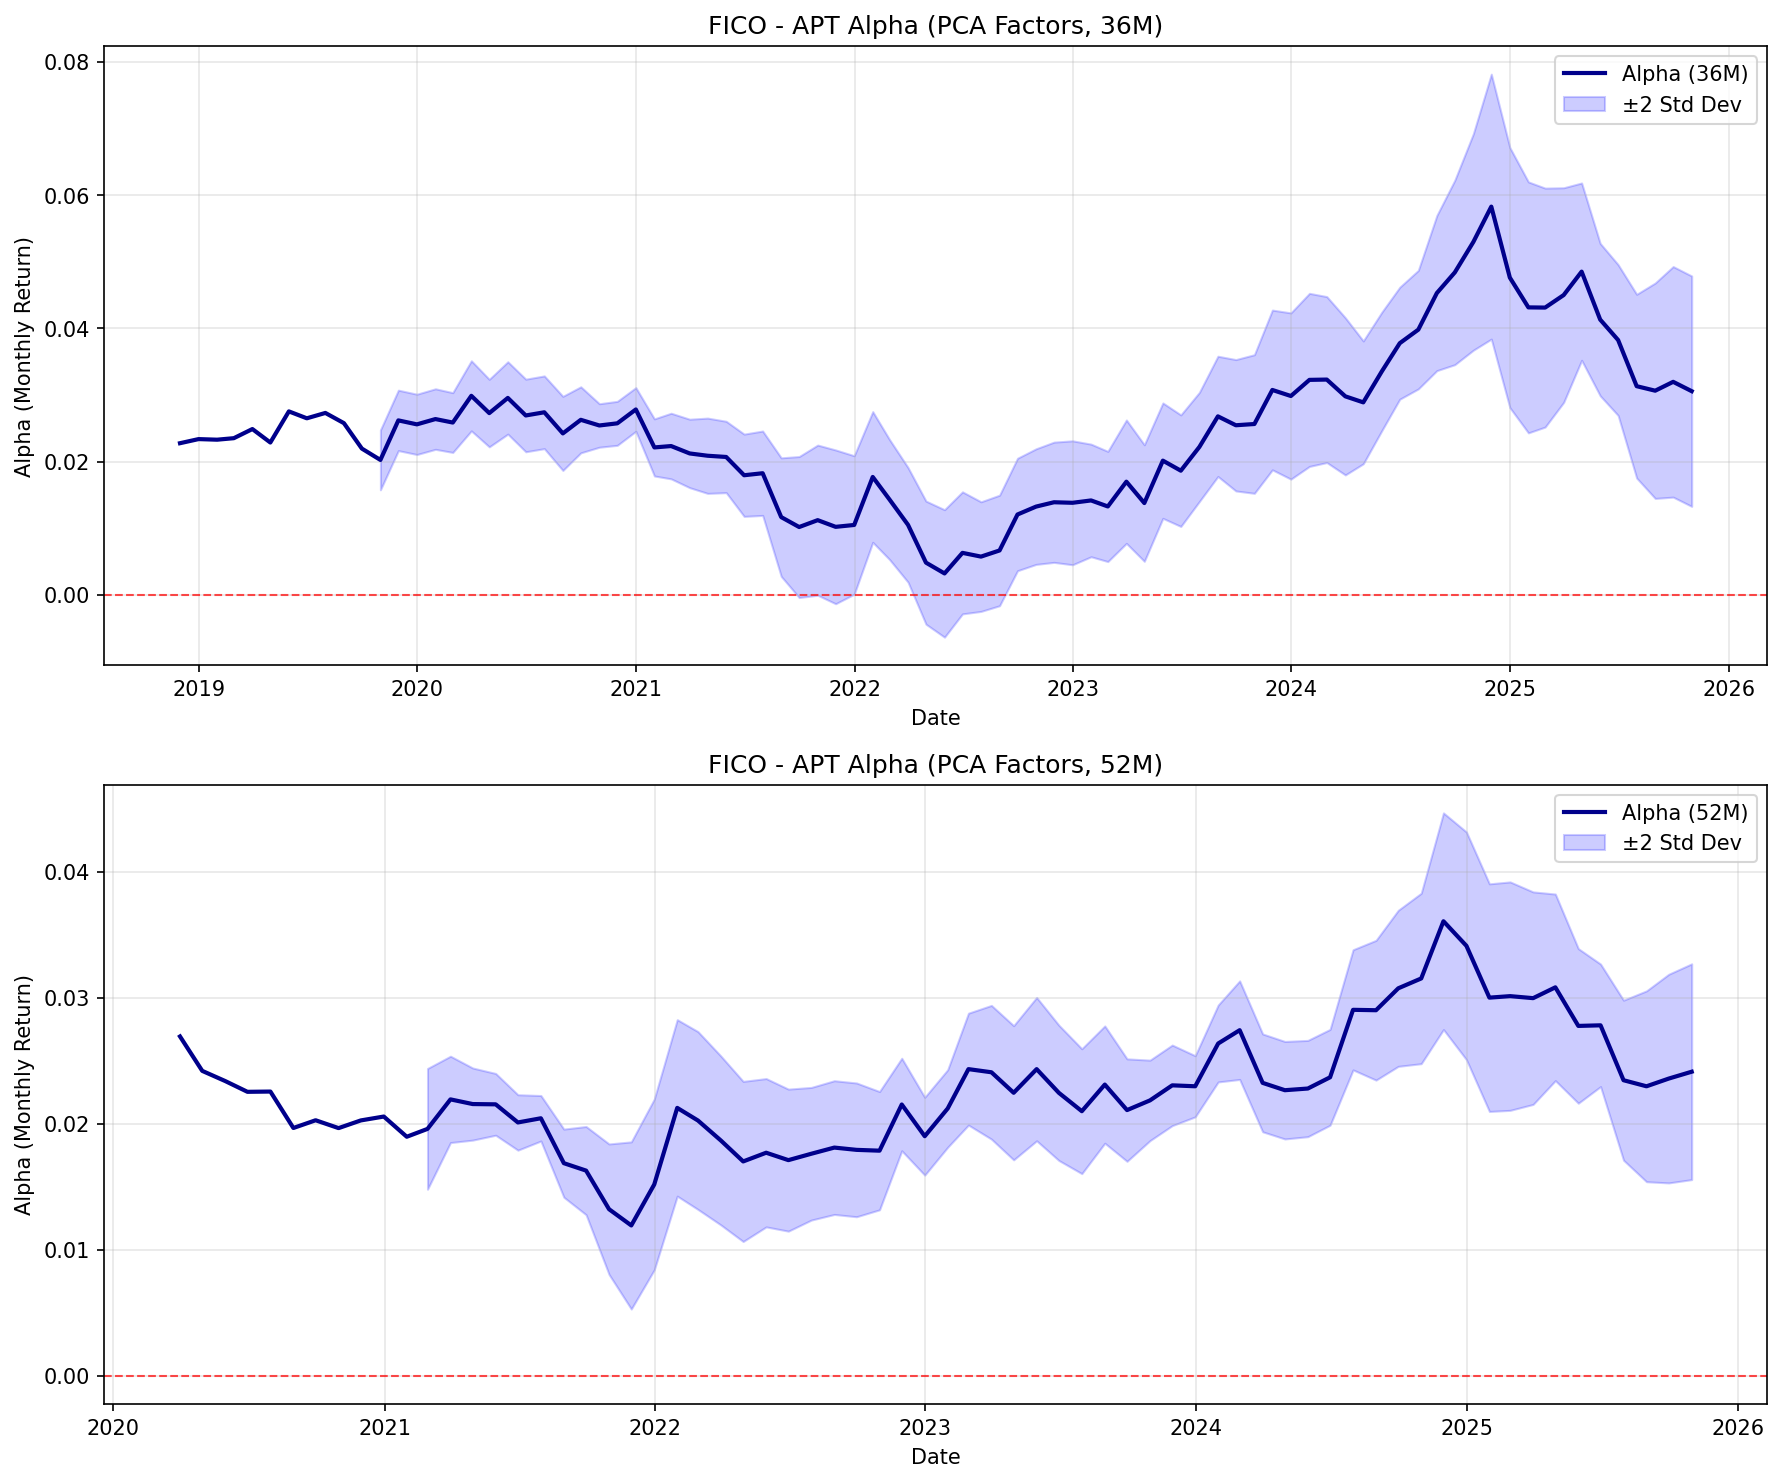 FICO - APT Alpha (PCA Factors, 36M)
Alpha (Monthly Return)
0.08
0.06
0.04
0.02
0.00
Alpha (36M)
±2 Std Dev
2019 2020 2021 2022 2023 2024 2025 2026
Date
FICO - APT Alpha (PCA Factors, 52M)
Alpha (Monthly Return)
0.04
0.03
0.02
0.01
0.00
Alpha (52M)
±2 Std Dev
2020 2021 2022 2023 2024 2025 2026
Date